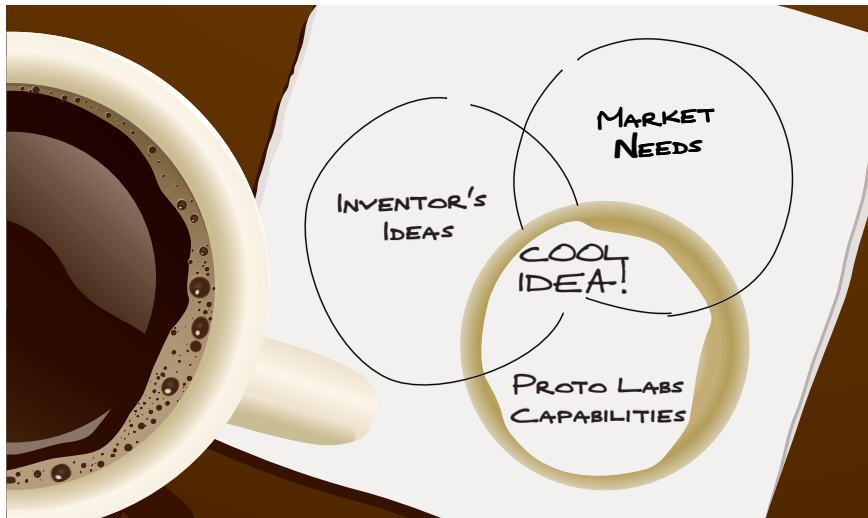 MARKET
NEEDS
INVENTOR'S
IDEAS
COOL
IDEA!
PROTO LABS
CAPABILITIES